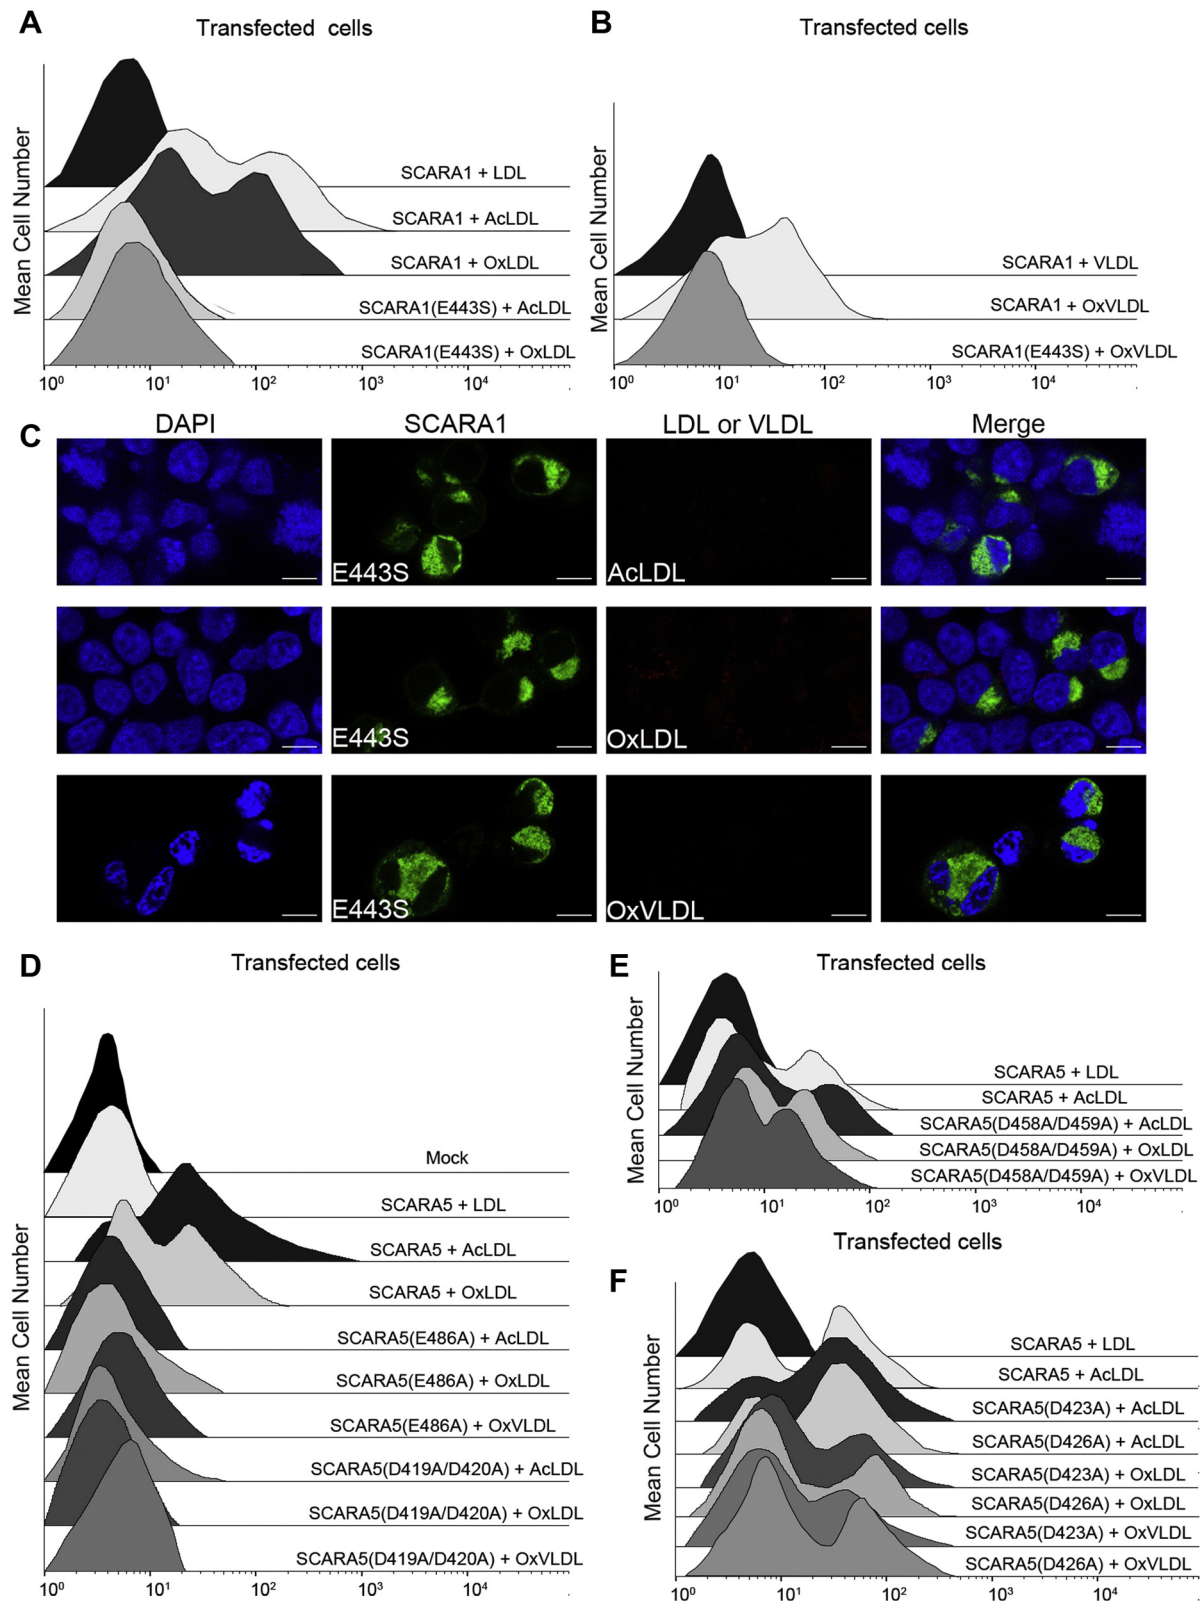 A
Transfected cells
Mean Cell Number
SCARA1 + LDL
SCARA1 + AcLDL
SCARA1 + OxLDL
SCARA1(E443S) + AcLDL
SCARA1(E443S) + OxLDL
10⁰ 10¹ 10² 10³ 10⁴
B
Transfected cells
Mean Cell Number
SCARA1 + VLDL
SCARA1 + OxVLDL
SCARA1(E443S) + OxVLDL
10⁰ 10¹ 10² 10³ 10⁴
C
DAPI SCARA1 LDL or VLDL Merge
E443S AcLDL
E443S OxLDL
E443S OxVLDL
D
Transfected cells
Mean Cell Number
Mock
SCARA5 + LDL
SCARA5 + AcLDL
SCARA5 + OxLDL
SCARA5(E486A) + AcLDL
SCARA5(E486A) + OxLDL
SCARA5(E486A) + OxVLDL
SCARA5(D419A/D420A) + AcLDL
SCARA5(D419A/D420A) + OxLDL
SCARA5(D419A/D420A) + OxVLDL
10⁰ 10¹ 10² 10³ 10⁴
E
Transfected cells
Mean Cell Number
SCARA5 + LDL
SCARA5 + AcLDL
SCARA5(D458A/D459A) + AcLDL
SCARA5(D458A/D459A) + OxLDL
SCARA5(D458A/D459A) + OxVLDL
10⁰ 10¹ 10² 10³ 10⁴
F
Transfected cells
Mean Cell Number
SCARA5 + LDL
SCARA5 + AcLDL
SCARA5(D423A) + AcLDL
SCARA5(D426A) + AcLDL
SCARA5(D423A) + OxLDL
SCARA5(D426A) + OxLDL
SCARA5(D423A) + OxVLDL
SCARA5(D426A) + OxVLDL
10⁰ 10¹ 10² 10³ 10⁴